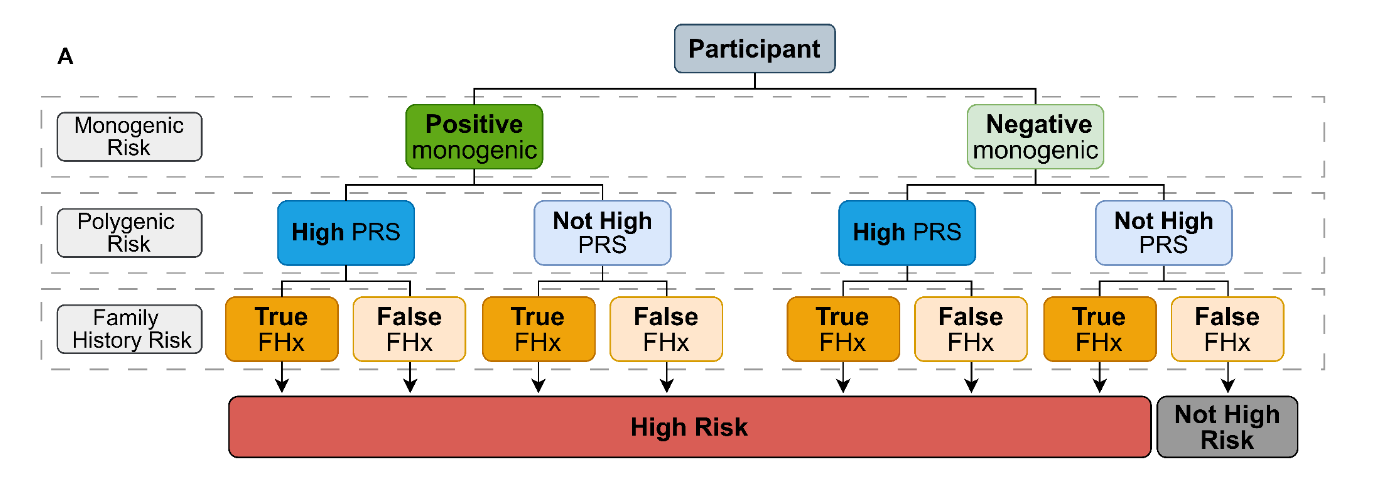 A
Participant
Monogenic
Risk
Positive
monogenic
Negative
monogenic
Polygenic
Risk
High PRS
Not High
PRS
High PRS
Not High
PRS
Family
History Risk
True
FHx
False
FHx
True
FHx
False
FHx
True
FHx
False
FHx
True
FHx
False
FHx
High Risk
Not High
Risk